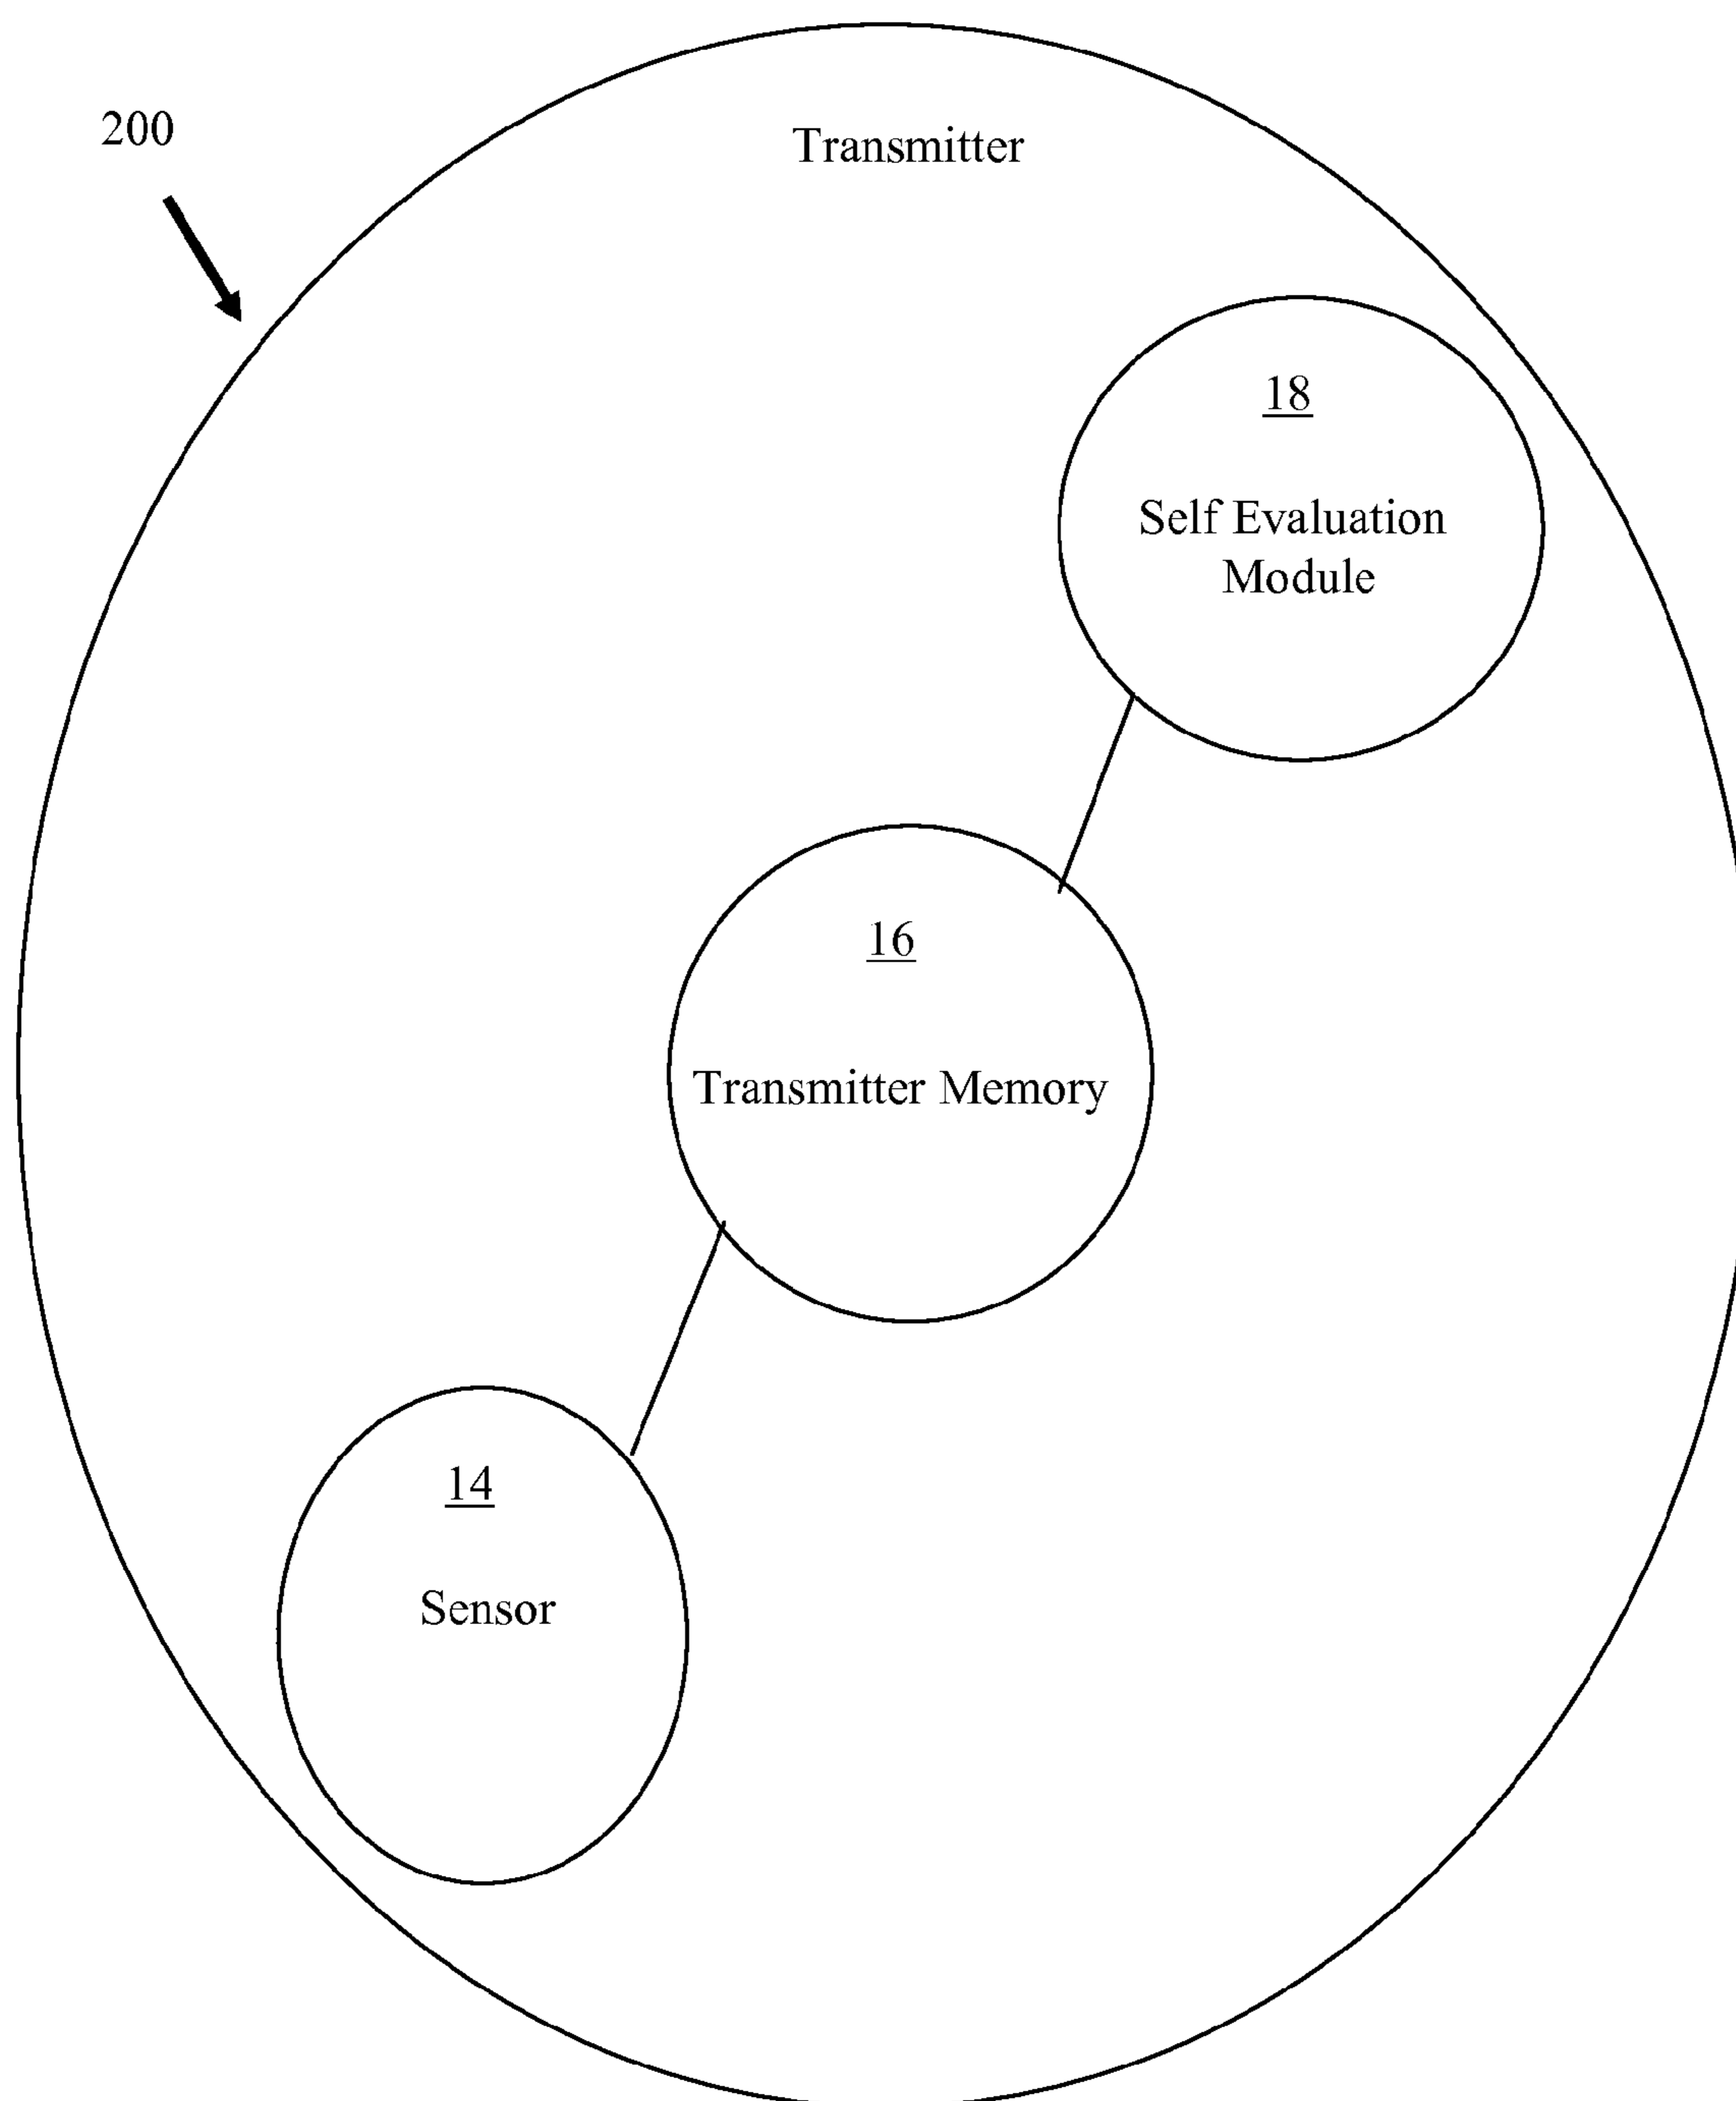 200
Transmitter
18
Self Evaluation
Module
16
Transmitter Memory
14
Sensor